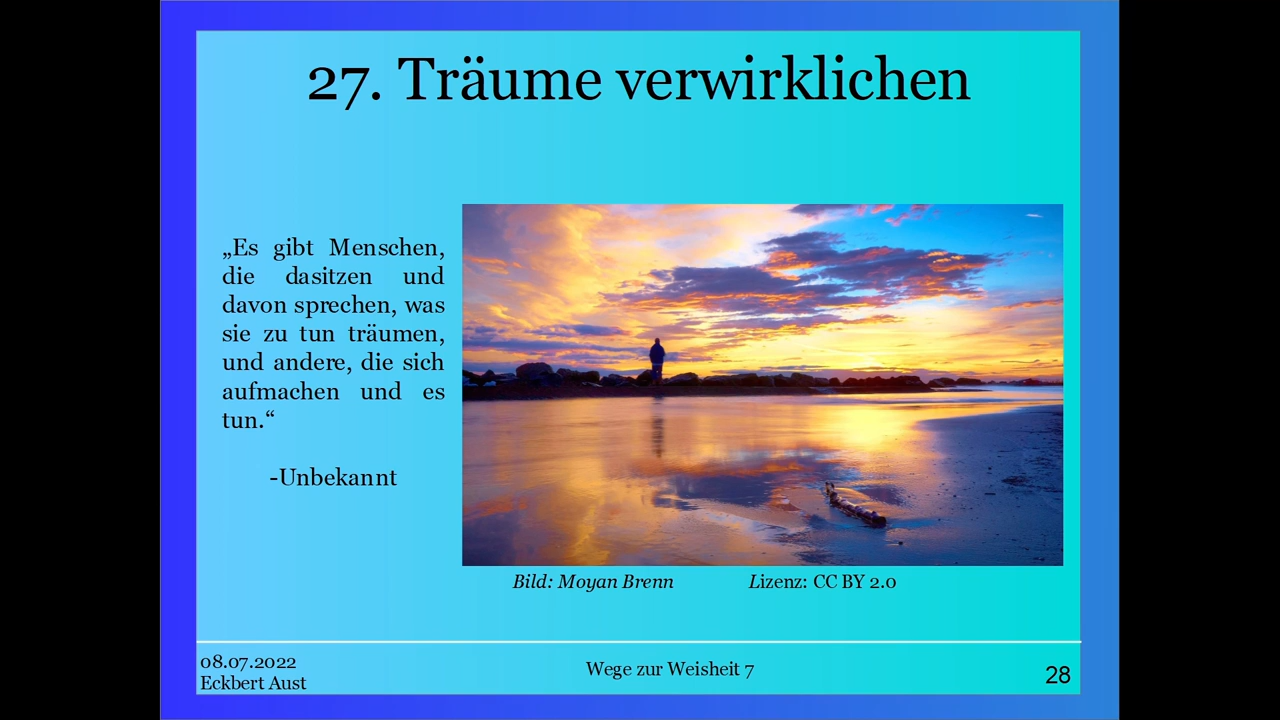 27. Träume verwirklichen
„Es gibt Menschen,
die dasitzen und
davon sprechen, was
sie zu tun träumen,
und andere, die sich
aufmachen und es
tun.“
-Unbekannt
Bild: Moyan Brenn Lizenz: CC BY 2.0
08.07.2022
Eckbert Aust
Wege zur Weisheit 7
28